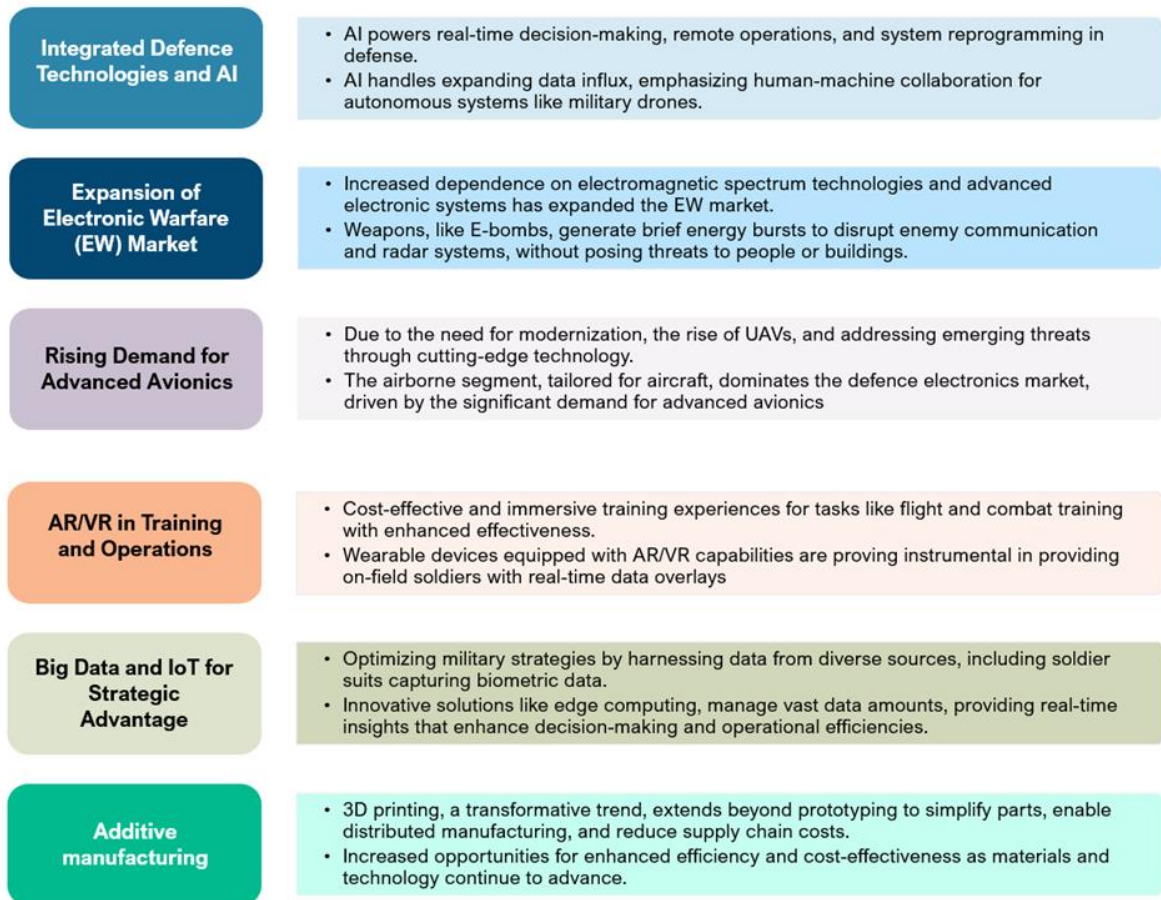 Integrated Defence
Technologies and AI
• AI powers real-time decision-making, remote operations, and system reprogramming in
defense.
• AI handles expanding data influx, emphasizing human-machine collaboration for
autonomous systems like military drones.
Expansion of
Electronic Warfare
(EW) Market
• Increased dependence on electromagnetic spectrum technologies and advanced
electronic systems has expanded the EW market.
• Weapons, like E-bombs, generate brief energy bursts to disrupt enemy communication
and radar systems, without posing threats to people or buildings.
Rising Demand for
Advanced Avionics
• Due to the need for modernization, the rise of UAVs, and addressing emerging threats
through cutting-edge technology.
• The airborne segment, tailored for aircraft, dominates the defence electronics market,
driven by the significant demand for advanced avionics
AR/VR in Training
and Operations
• Cost-effective and immersive training experiences for tasks like flight and combat training
with enhanced effectiveness.
• Wearable devices equipped with AR/VR capabilities are proving instrumental in providing
on-field soldiers with real-time data overlays
Big Data and IoT for
Strategic
Advantage
• Optimizing military strategies by harnessing data from diverse sources, including soldier
suits capturing biometric data.
• Innovative solutions like edge computing, manage vast data amounts, providing real-time
insights that enhance decision-making and operational efficiencies.
Additive
manufacturing
• 3D printing, a transformative trend, extends beyond prototyping to simplify parts, enable
distributed manufacturing, and reduce supply chain costs.
• Increased opportunities for enhanced efficiency and cost-effectiveness as materials and
technology continue to advance.